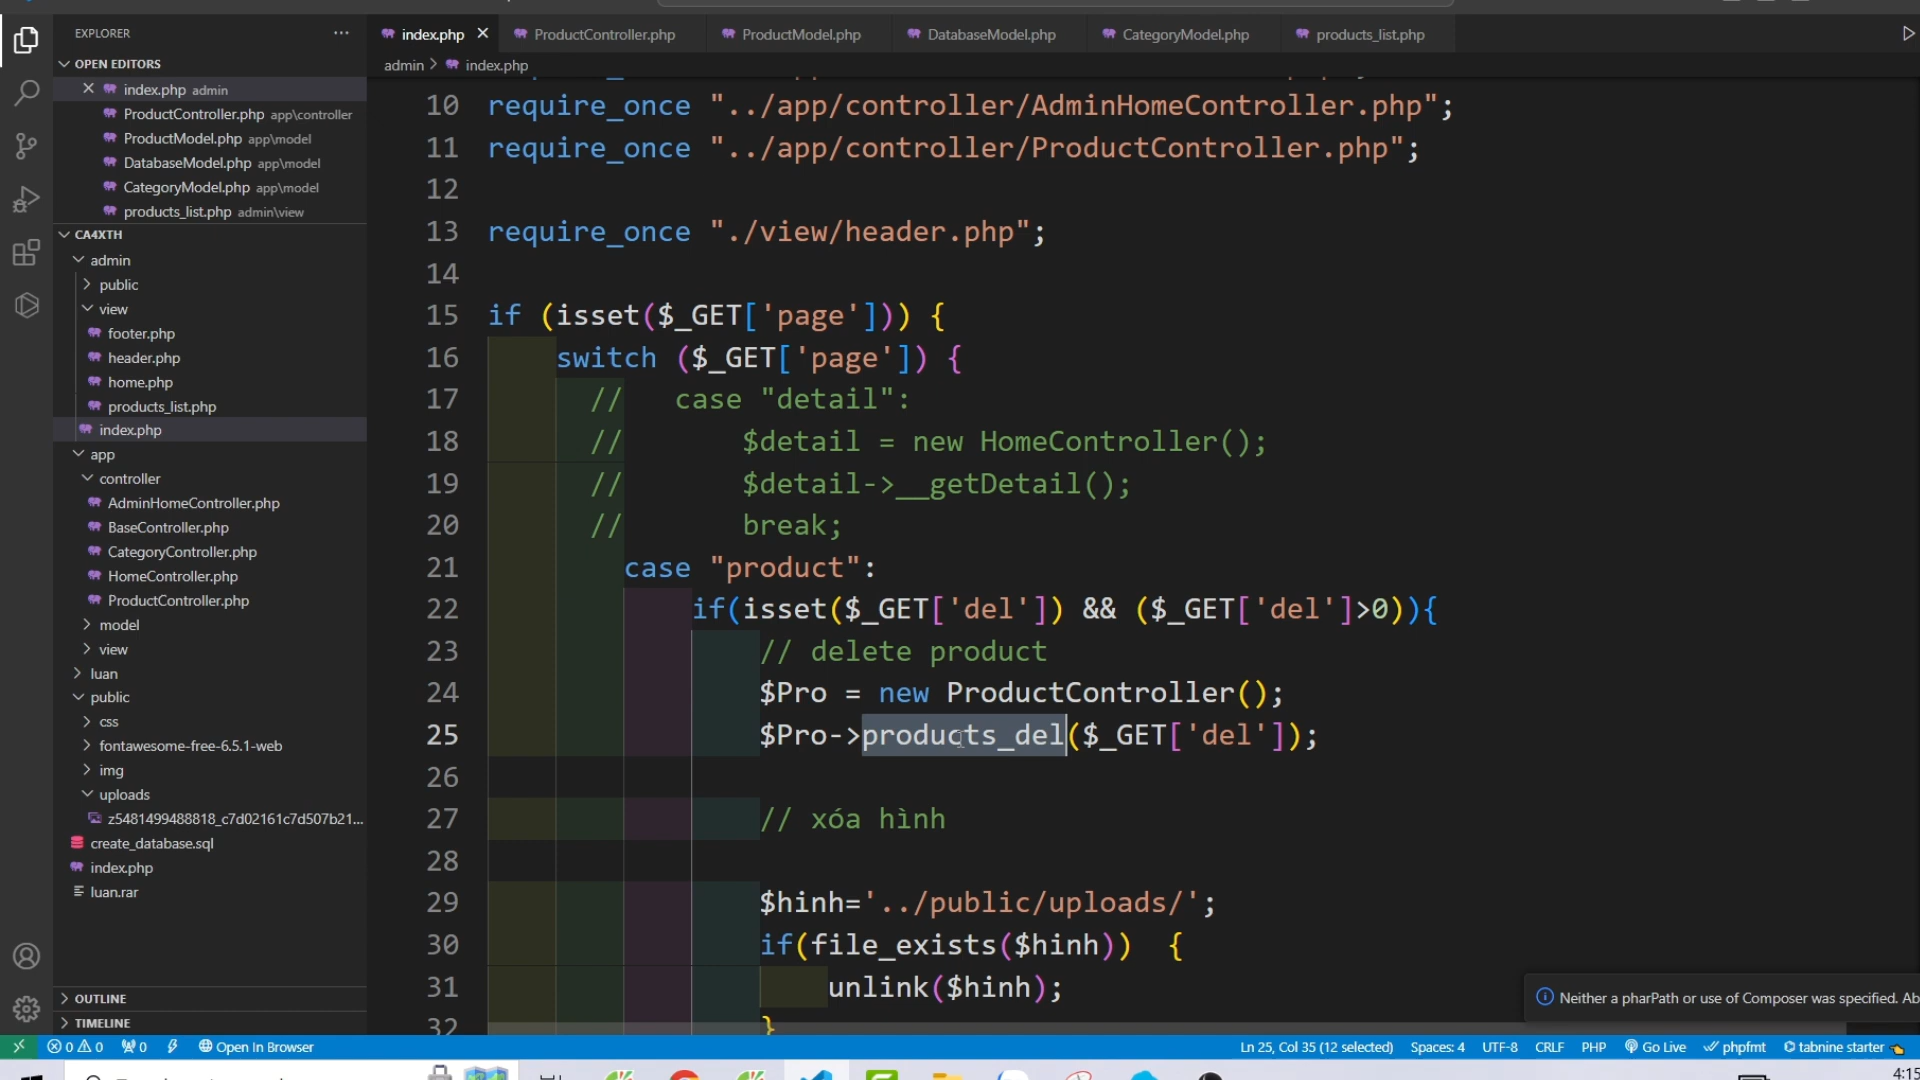 EXPLORER
index.php
ProductController.php
ProductModel.php
DatabaseModel.php
CategoryModel.php
products_list.php
admin > index.php
OPEN EDITORS
index.php admin
ProductController.php app\controller
ProductModel.php app\model
DatabaseModel.php app\model
CategoryModel.php app\model
products_list.php admin\view
CA4XTH
admin
public
view
footer.php
header.php
home.php
products_list.php
index.php
app
controller
AdminHomeController.php
BaseController.php
CategoryController.php
HomeController.php
ProductController.php
model
view
luan
public
css
fontawesome-free-6.5.1-web
img
uploads
z5481499488818_c7d02161c7d507b21...
create_database.sql
index.php
luan.rar
OUTLINE
TIMELINE
10 require_once "../app/controller/AdminHomeController.php";
11 require_once "../app/controller/ProductController.php";
12
13 require_once "./view/header.php";
14
15 if (isset($_GET['page'])) {
16 switch ($_GET['page']) {
17 // case "detail":
18 // $detail = new HomeController();
19 // $detail->__getDetail();
20 // break;
21 case "product":
22 if(isset($_GET['del']) && ($_GET['del']>0)){
23 // delete product
24 $Pro = new ProductController();
25 $Pro->products_del($_GET['del']);
26
27 // xóa hình
28
29 $hinh='../public/uploads/';
30 if(file_exists($hinh)) {
31 unlink($hinh);
32 }
Neither a pharPath or use of Composer was specified. Ab
0 0 0 Open In Browser
Ln 25, Col 35 (12 selected) Spaces: 4 UTF-8 CRLF PHP Go Live phpfmt tabnine starter
4:15